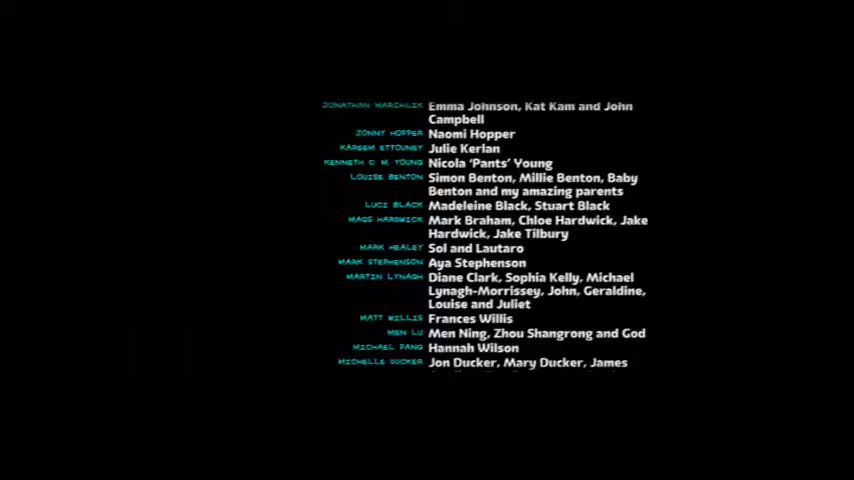 JONATHAN WARCHLIK Emma Johnson, Kat Kam and John
Campbell
JONNY HOPPER Naomi Hopper
KAREEM ETTOUNEY Julie Kerlan
KENNETH C. M. YOUNG Nicola ‘Pants’ Young
LOUISE BENTON Simon Benton, Millie Benton, Baby
Benton and my amazing parents
LUCI BLACK Madeleine Black, Stuart Black
MAGS HARDWICK Mark Braham, Chloe Hardwick, Jake
Hardwick, Jake Tilbury
MARK HEALEY Sol and Lautaro
MARK STEPHENSON Aya Stephenson
MARTIN LYNAGH Diane Clark, Sophia Kelly, Michael
Lynagh-Morrissey, John, Geraldine,
Louise and Juliet
MATT WILLIS Frances Willis
MEN LU Men Ning, Zhou Shangrong and God
MICHAEL PANG Hannah Wilson
MICHELLE DUCKER Jon Ducker, Mary Ducker, James